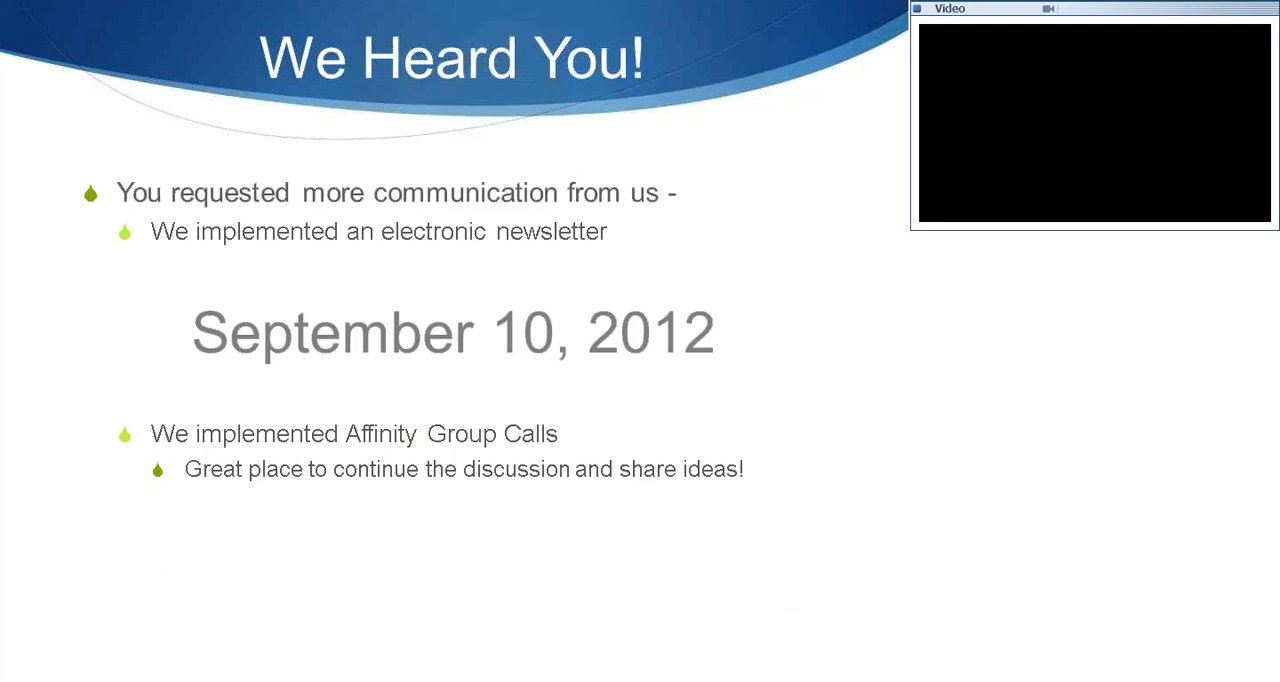 We Heard You!
Video
You requested more communication from us -
We implemented an electronic newsletter
September 10, 2012
We implemented Affinity Group Calls
Great place to continue the discussion and share ideas!